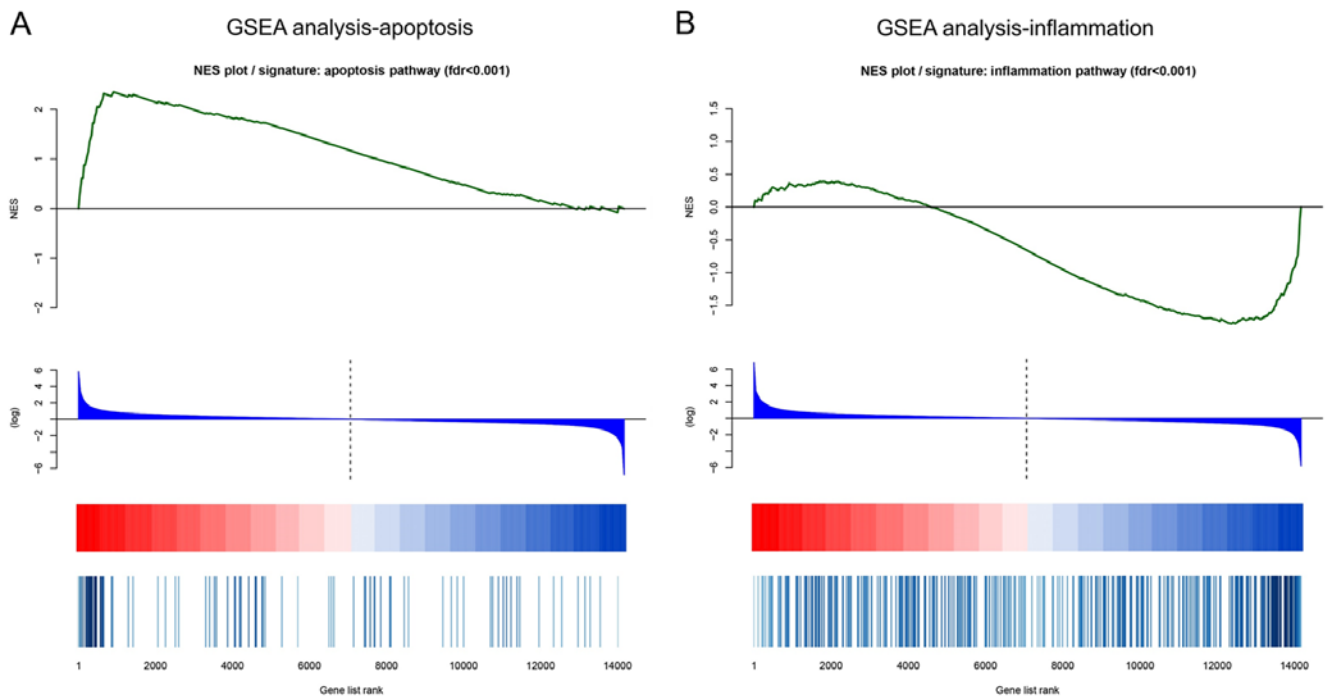 A
GSEA analysis-apoptosis
NES plot / signature: apoptosis pathway (fdr<0.001)
2
1
0
−1
−2
NES
6
4
2
−2
−6
(log)
1 2000 4000 6000 8000 10000 12000 14000
Gene list rank
B
GSEA analysis-inflammation
NES plot / signature: inflammation pathway (fdr<0.001)
1.5
1.0
0.5
0.0
−0.5
−1.0
−1.5
NES
6
4
2
−2
−6
(log)
1 2000 4000 6000 8000 10000 12000 14000
Gene list rank